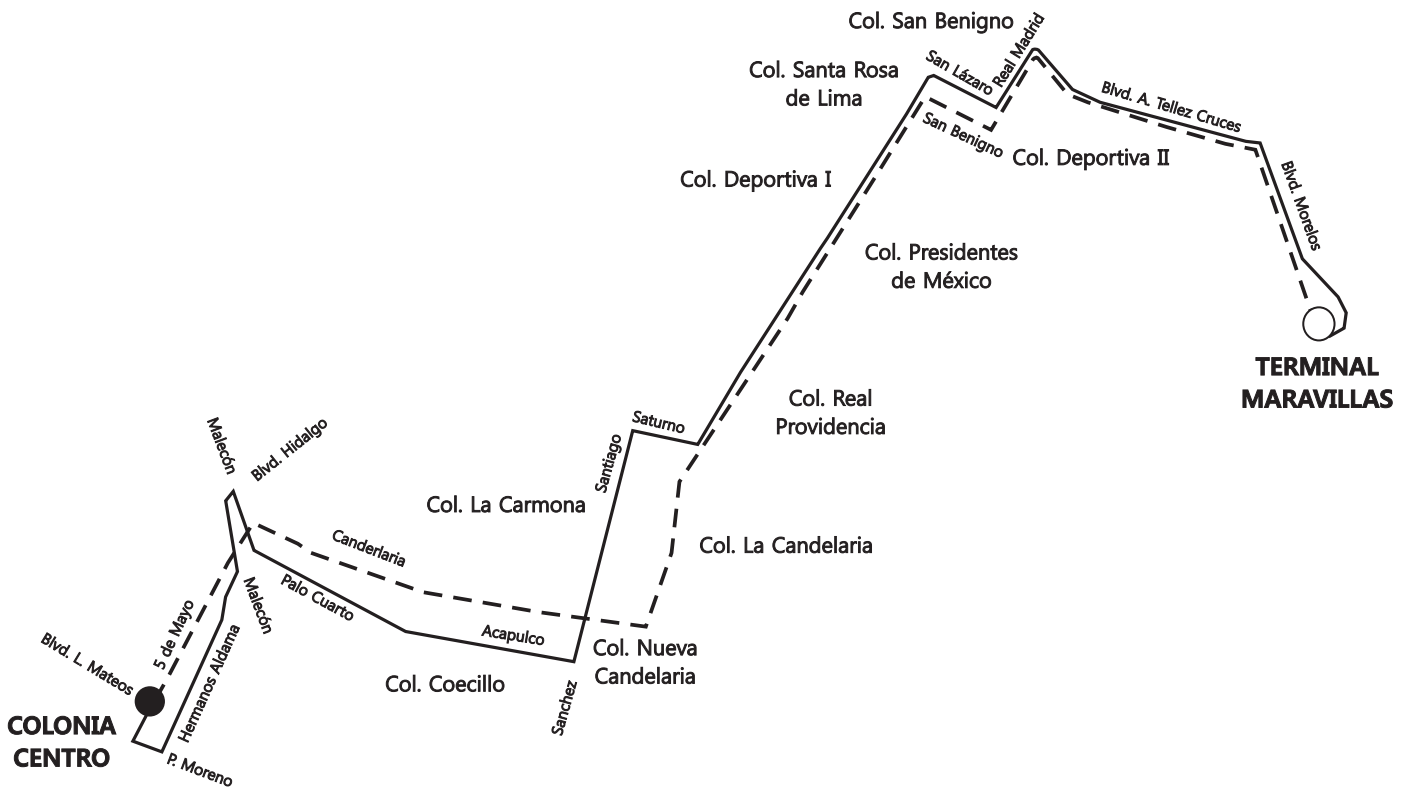 Col. San Benigno
Real Madrid
San Lázaro
Col. Santa Rosa
de Lima
Blvd. A. Tellez Cruces
San Benigno
Col. Deportiva II
Col. Deportiva I
Blvd. Morelos
Col. Presidentes
de México
TERMINAL
MARAVILLAS
Col. Real
Providencia
Saturno
Santiago
Malecón
Blvd. Hidalgo
Col. La Carmona
Canderlaria
Col. La Candelaria
Palo Cuarto
Malecón
5 de Mayo
Acapulco
Blvd. L. Mateos
Hermanos Aldama
Col. Nueva
Candelaria
Col. Coecillo
Sanchez
COLONIA
CENTRO
P. Moreno